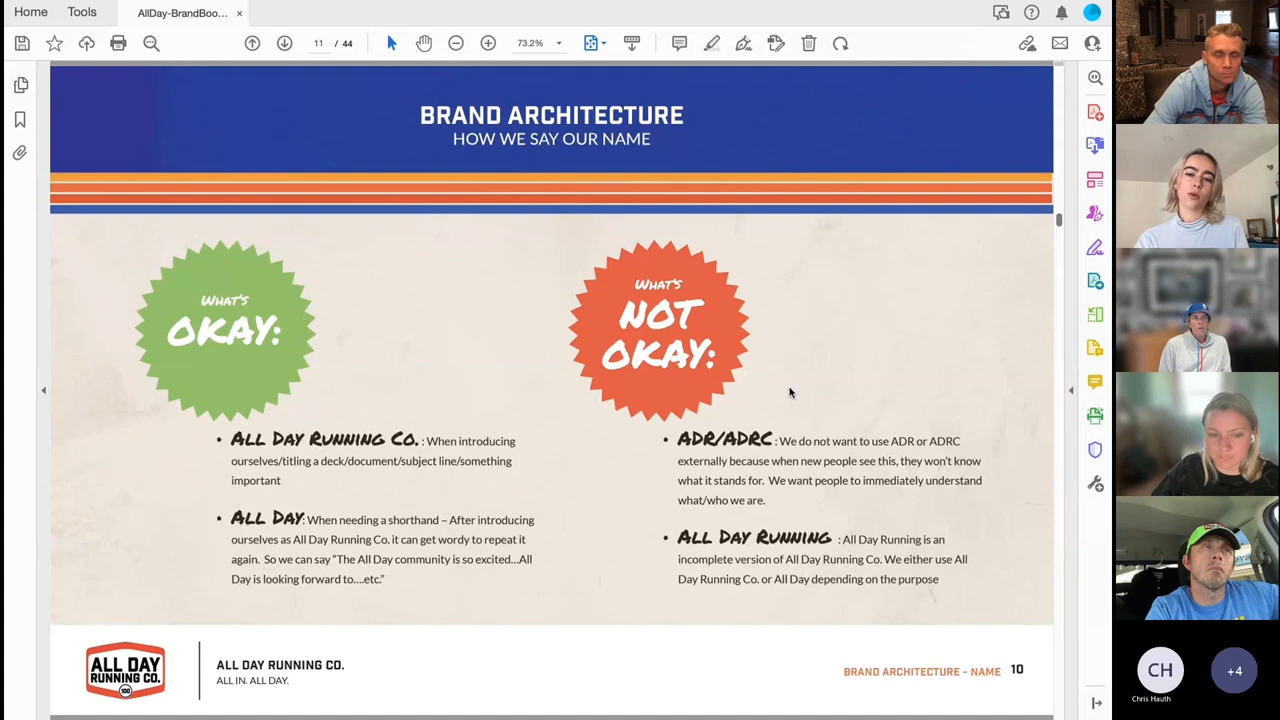 Home
Tools
AllDay-BrandBoo...
×
11 / 44
73.2%
BRAND ARCHITECTURE
HOW WE SAY OUR NAME
WHAT'S
OKAY:
WHAT'S
NOT
OKAY:
• ALL DAY RUNNING CO. : When introducing
ourselves/titling a deck/document/subject line/something
important
• ALL DAY: When needing a shorthand – After introducing
ourselves as All Day Running Co. it can get wordy to repeat it
again. So we can say “The All Day community is so excited…All
Day is looking forward to….etc.”
• ADR/ADRC : We do not want to use ADR or ADRC
externally because when new people see this, they won’t know
what it stands for. We want people to immediately understand
what/who we are.
• ALL DAY RUNNING : All Day Running is an
incomplete version of All Day Running Co. We either use All
Day Running Co. or All Day depending on the purpose
ALL DAY
RUNNING CO.
100
ALL DAY RUNNING CO.
ALL IN. ALL DAY.
BRAND ARCHITECTURE - NAME 10
CH
Chris Hauth
+4